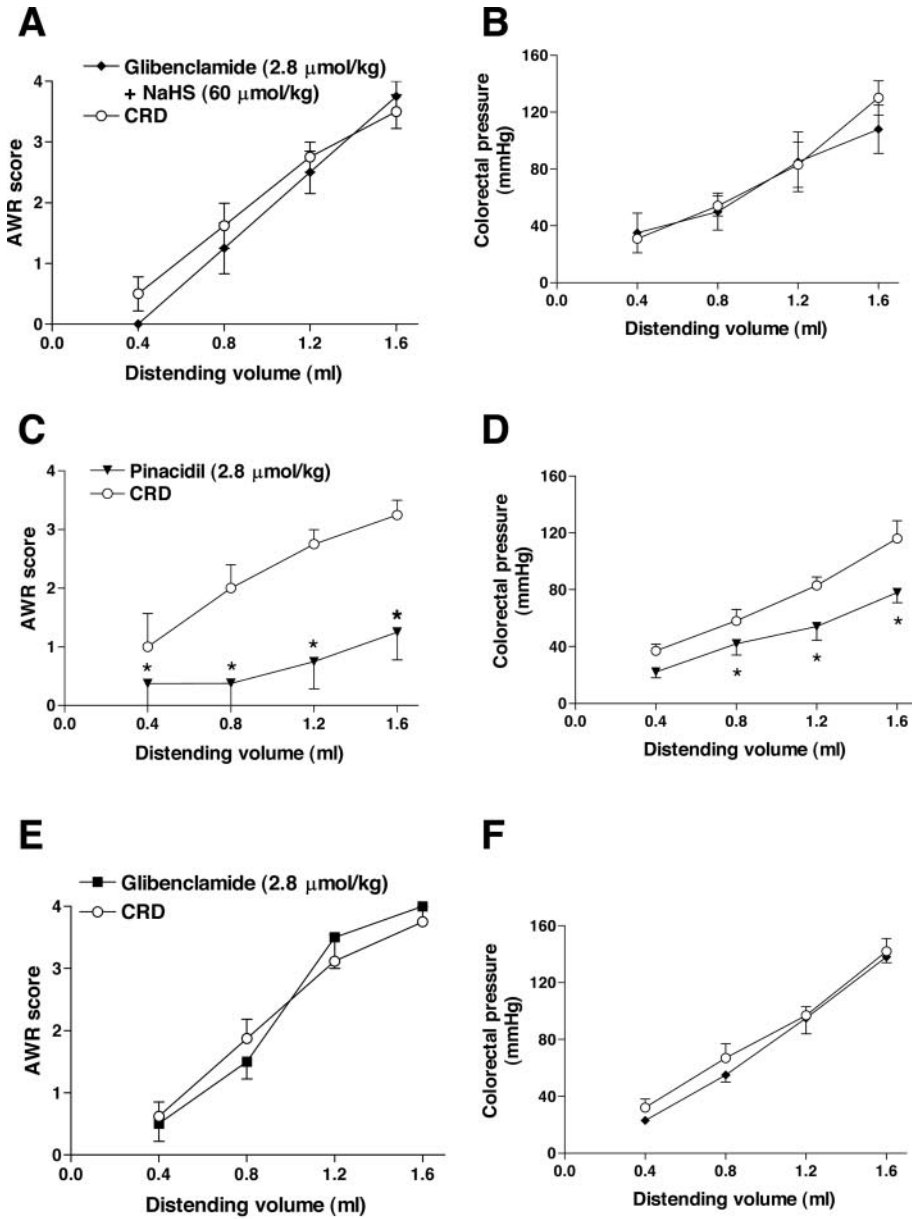 A
Glibenclamide (2.8 μmol/kg)
+ NaHS (60 μmol/kg)
CRD
AWR score
4
3
2
1
0
0.0 0.4 0.8 1.2 1.6
Distending volume (ml)
B
Colorectal pressure
(mmHg)
160
120
80
40
0
0.0 0.4 0.8 1.2 1.6
Distending volume (ml)
C
Pinacidil (2.8 μmol/kg)
CRD
AWR score
4
3
2
1
0
* * * *
0.0 0.4 0.8 1.2 1.6
Distending volume (ml)
D
Colorectal pressure
(mmHg)
160
120
80
40
0
* * *
0.0 0.4 0.8 1.2 1.6
Distending volume (ml)
E
Glibenclamide (2.8 μmol/kg)
CRD
AWR score
4
3
2
1
0
0.0 0.4 0.8 1.2 1.6
Distending volume (ml)
F
Colorectal pressure
(mmHg)
160
120
80
40
0
0.0 0.4 0.8 1.2 1.6
Distending volume (ml)